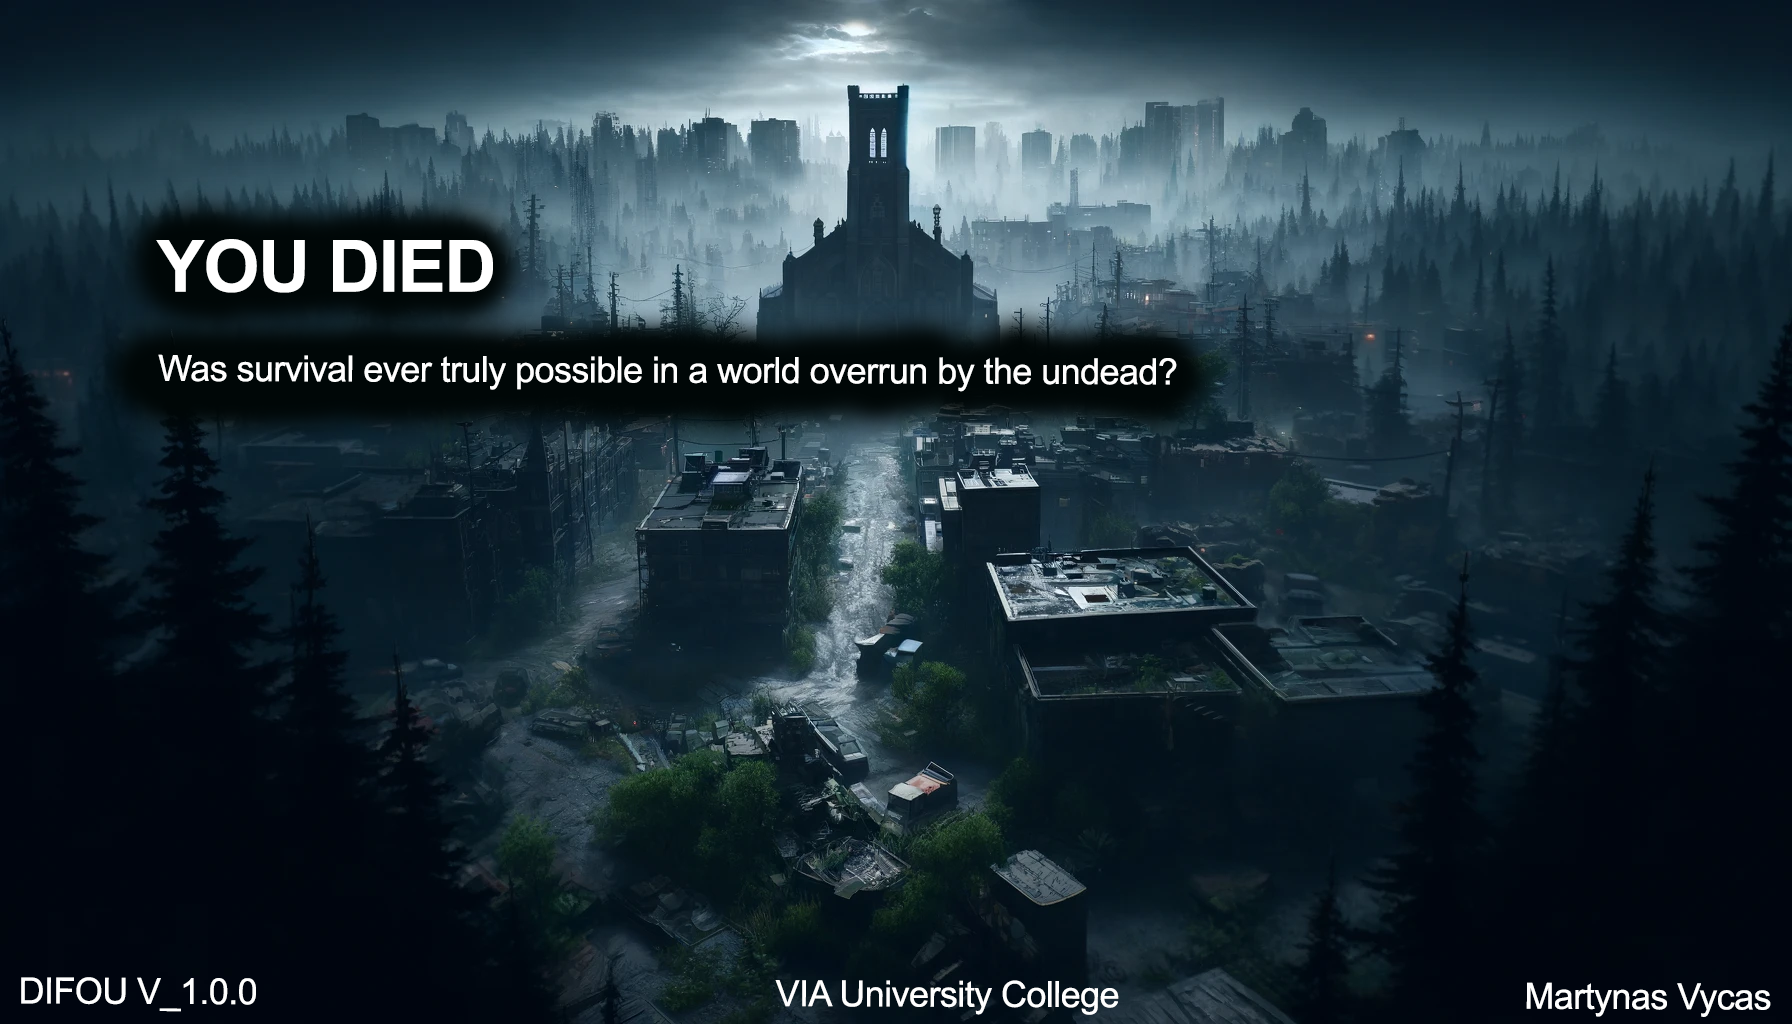 YOU DIED
Was survival ever truly possible in a world overrun by the undead?
DIFOU V_1.0.0
VIA University College
Martynas Vycas